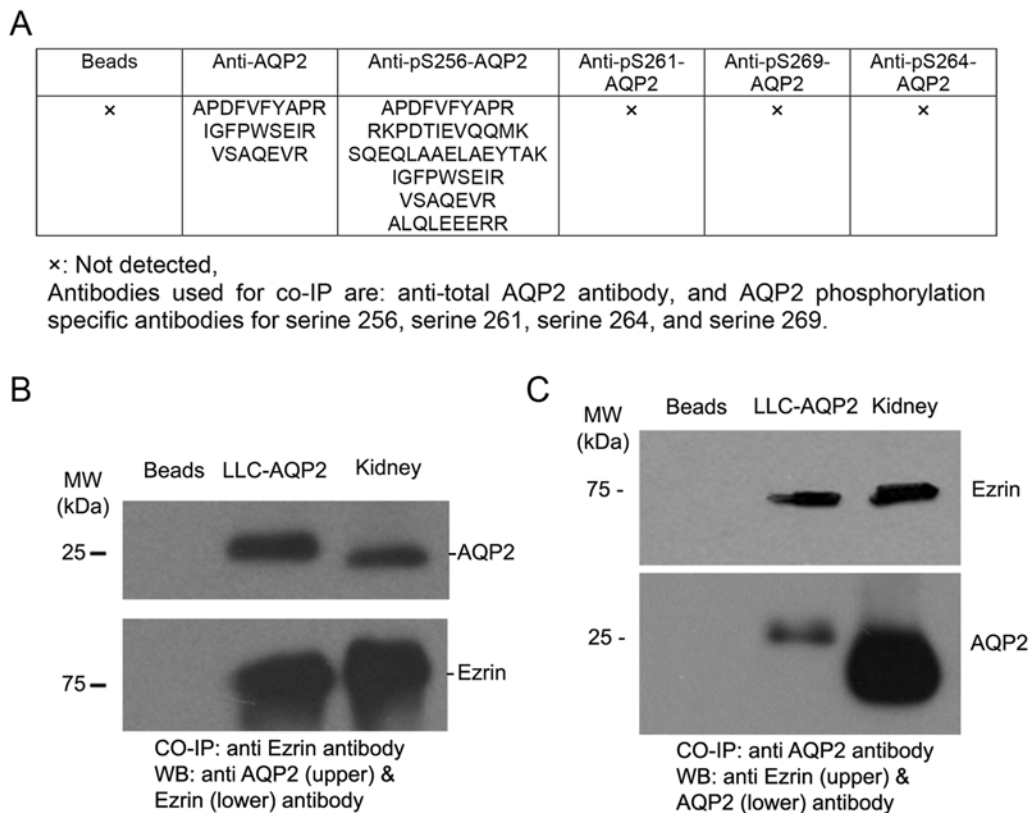 A
Beads
Anti-AQP2
Anti-pS256-AQP2
Anti-pS261-
AQP2
Anti-pS269-
AQP2
Anti-pS264-
AQP2
×
APDFVFYAPR
IGFPWSEIR
VSAQEVR
APDFVFYAPR
RKPDTIEVQQMK
SQEQLAAELAEYTAK
IGFPWSEIR
VSAQEVR
ALQLEEERR
×
×
×
×: Not detected,
Antibodies used for co-IP are: anti-total AQP2 antibody, and AQP2 phosphorylation
specific antibodies for serine 256, serine 261, serine 264, and serine 269.
B
MW
(kDa)
Beads LLC-AQP2 Kidney
25
-AQP2
75
-Ezrin
CO-IP: anti Ezrin antibody
WB: anti AQP2 (upper) &
Ezrin (lower) antibody
C
MW
(kDa)
Beads LLC-AQP2 Kidney
75 -
Ezrin
25 -
AQP2
CO-IP: anti AQP2 antibody
WB: anti Ezrin (upper) &
AQP2 (lower) antibody